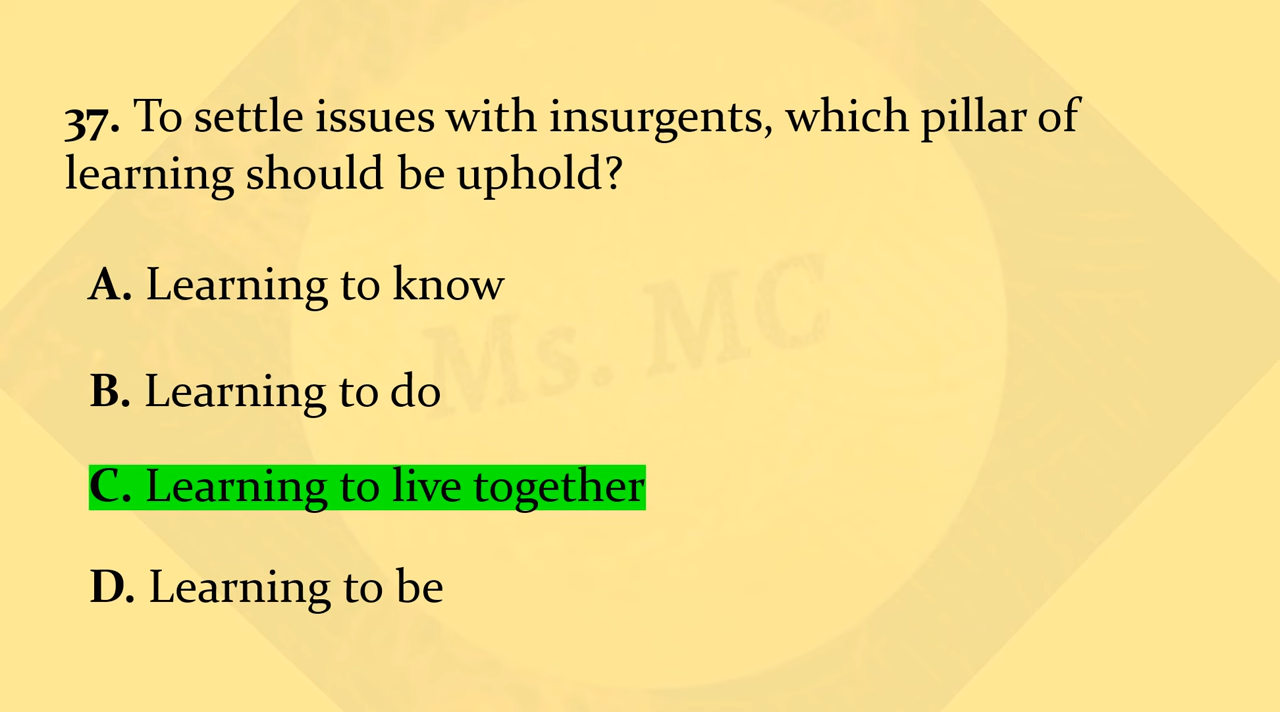 37. To settle issues with insurgents, which pillar of
learning should be uphold?
A. Learning to know
Ms. MC
B. Learning to do
C. Learning to live together
D. Learning to be